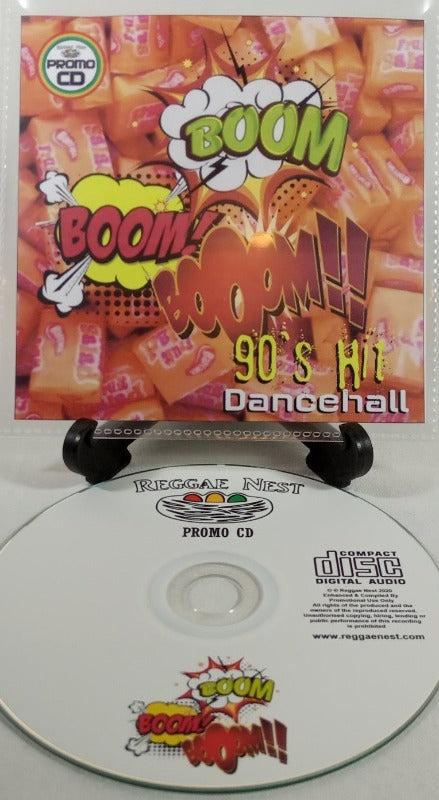 Reggae Nest
PROMO
CD
BOOM
BOOM!
BOOOM!!
90's Hit
Dancehall
REGGAE NEST
PROMO CD
COMPACT
disc
DIGITAL AUDIO
© © Reggae Nest 2020
Enhanced & Compiled By
Promotional Use Only
All rights of the produced and the
owners of the reproduced reserved.
Unauthorised copying, hiring, lending or
public performance of this recording
is prohibited
www.reggaenest.com
BOOM
BOOM!
BOOOM!!